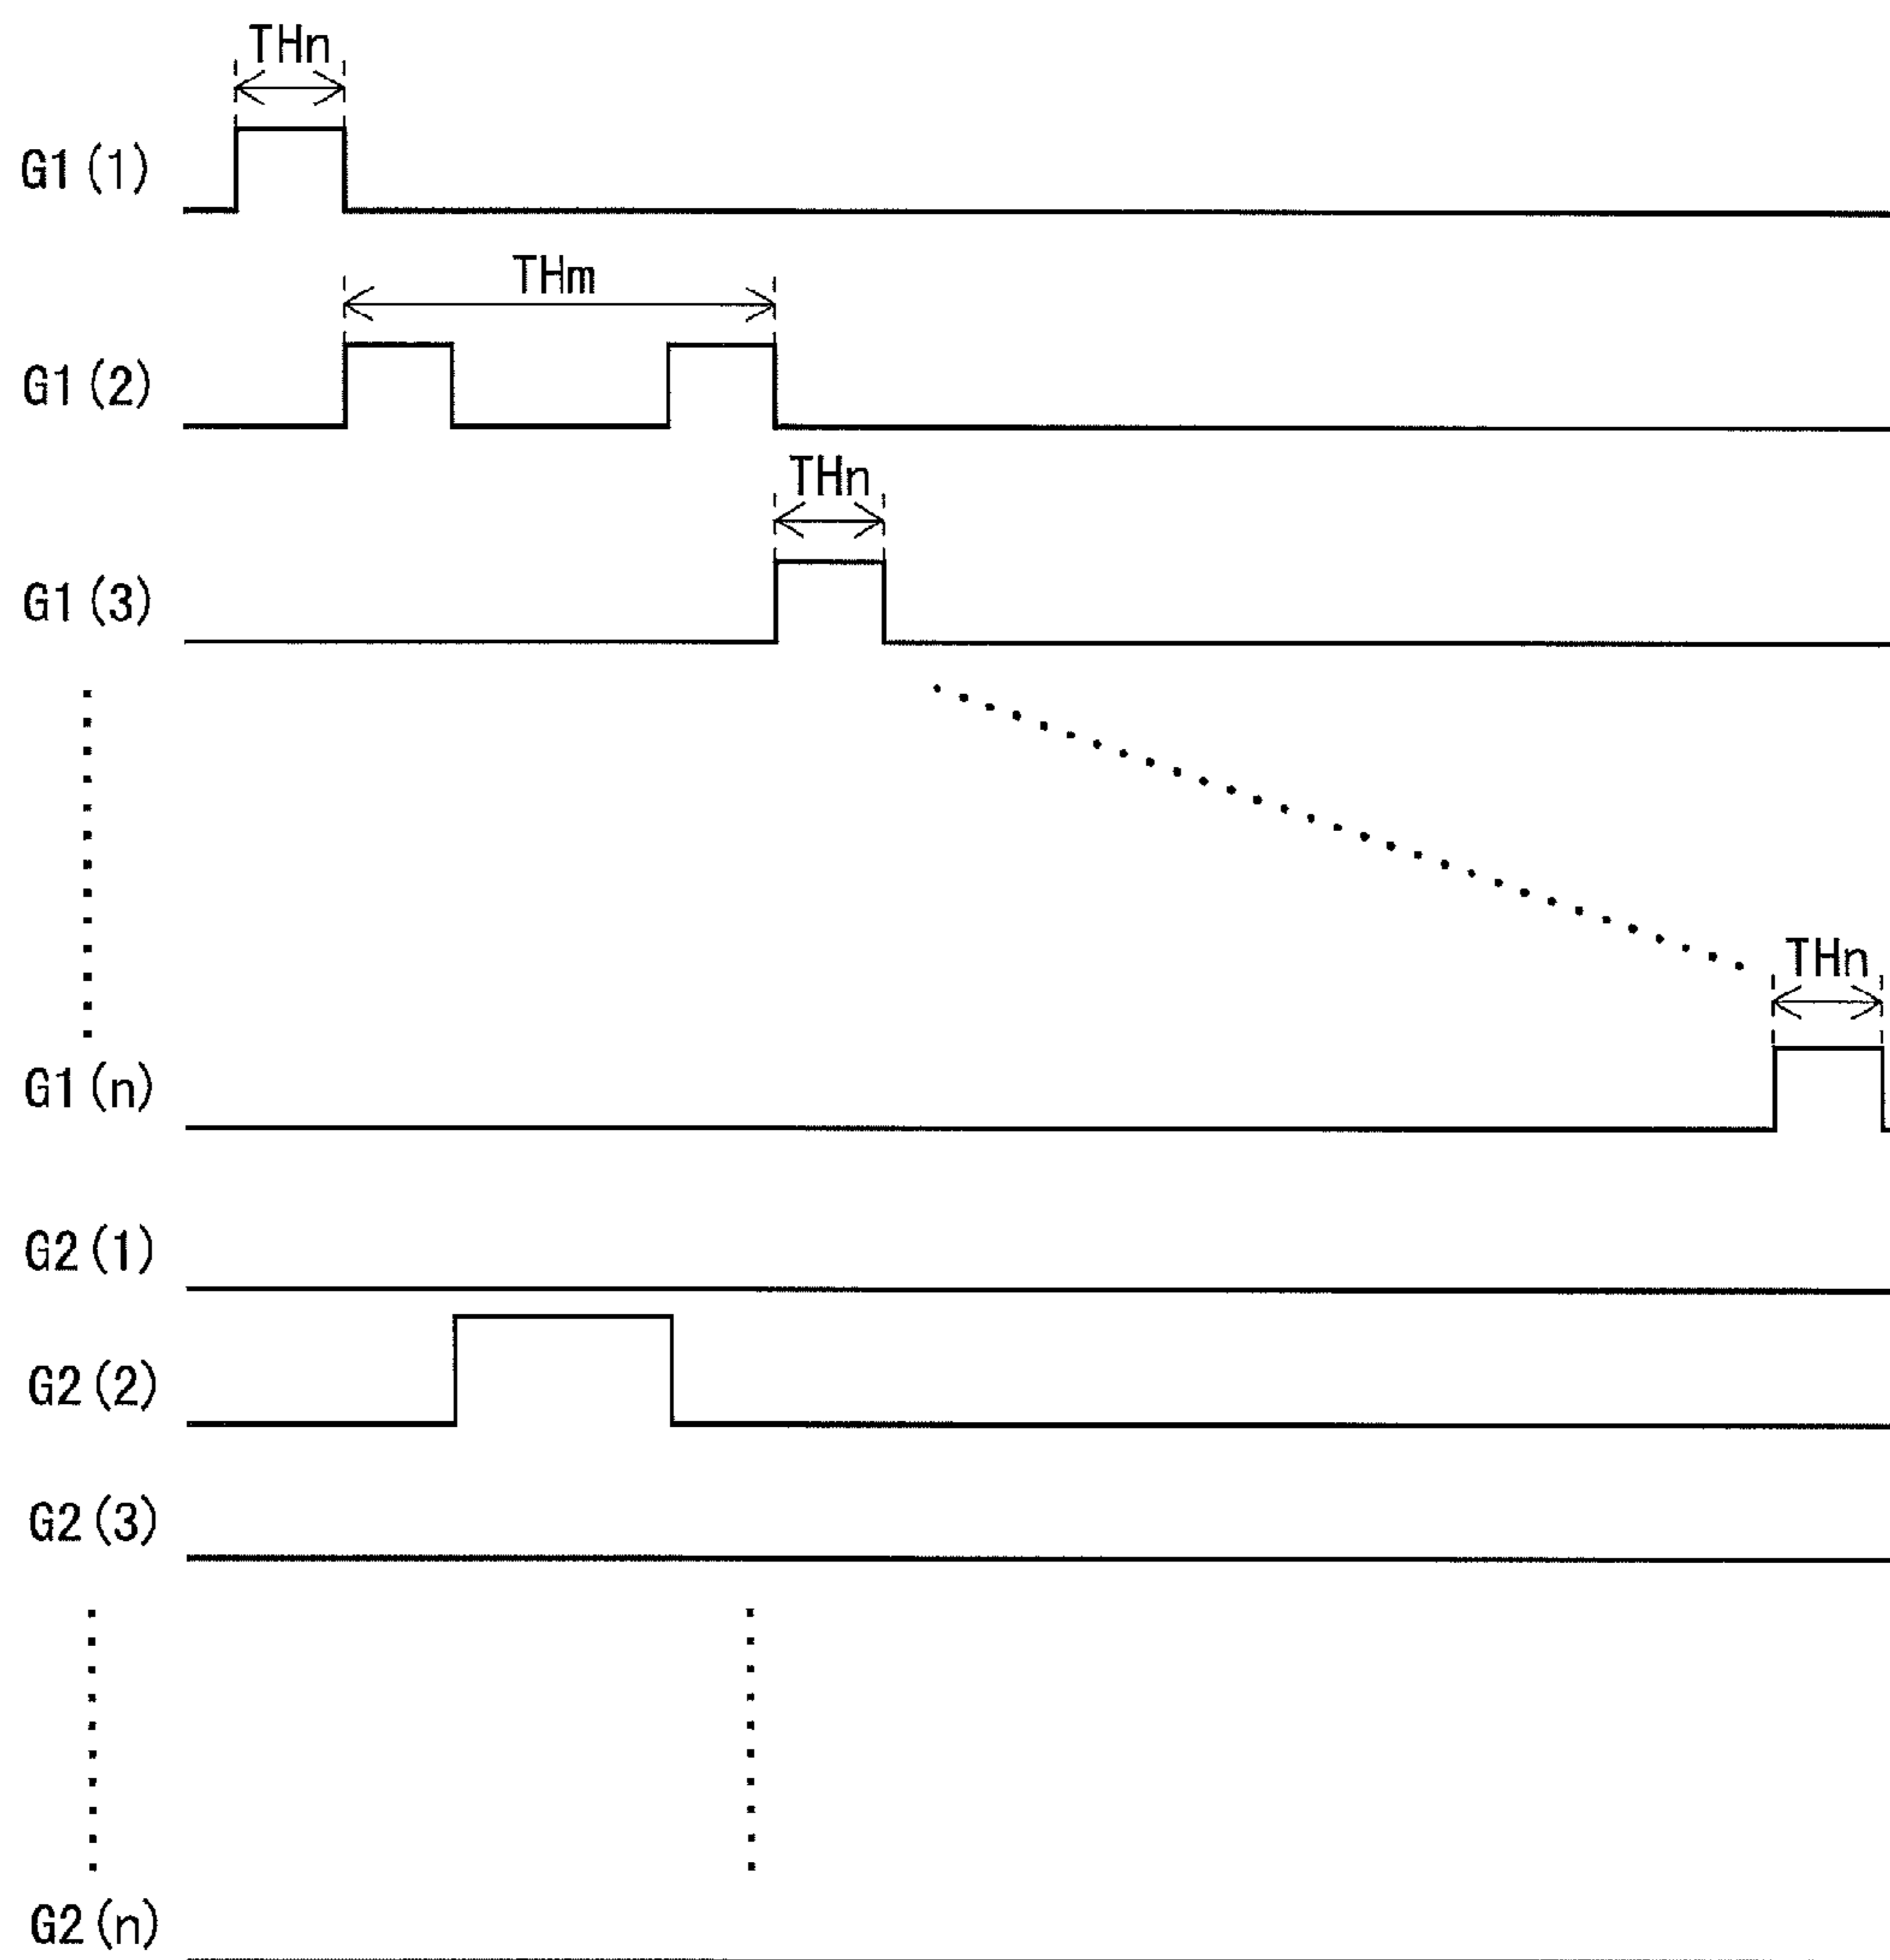 THn
G1(1)
THm
G1(2)
THn
G1(3)
THn
G1(n)
G2(1)
G2(2)
G2(3)
G2(n)